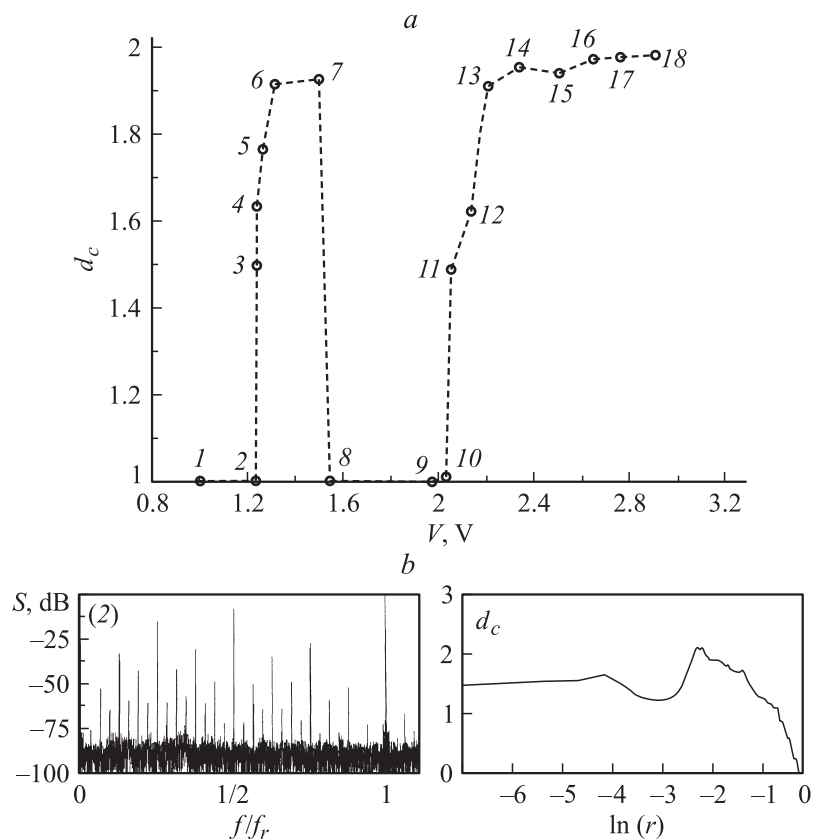 a
2
1.8
1.6
1.4
1.2
1
d_c
1 2 3 4 5 6 7 8 9 10 11 12 13 14 15 16 17 18
0.8 1.2 1.6 2 2.4 2.8 3.2
V, V
b
S, dB
(2)
–25
–50
–75
–100
0 1/2 1
f/f_r
3
2
1
0
d_c
–6 –5 –4 –3 –2 –1 0
ln (r)